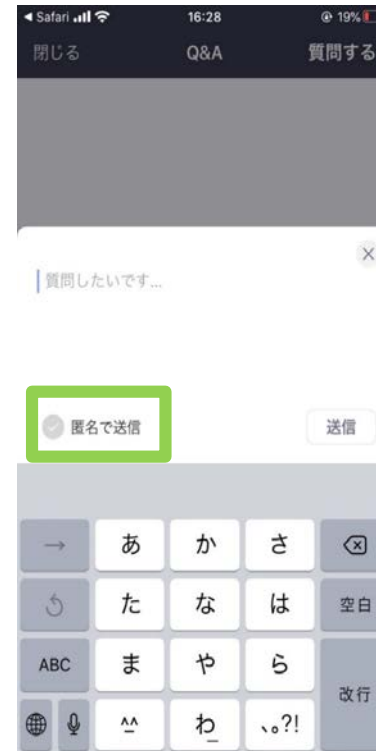 ◀ Safari 16:28 19%
閉じる Q&A 質問する
質問したいです...
匿名で送信 送信
→ あ か さ
た な は 空白
ABC ま や ら 改行
^^ わ_ 、。?!